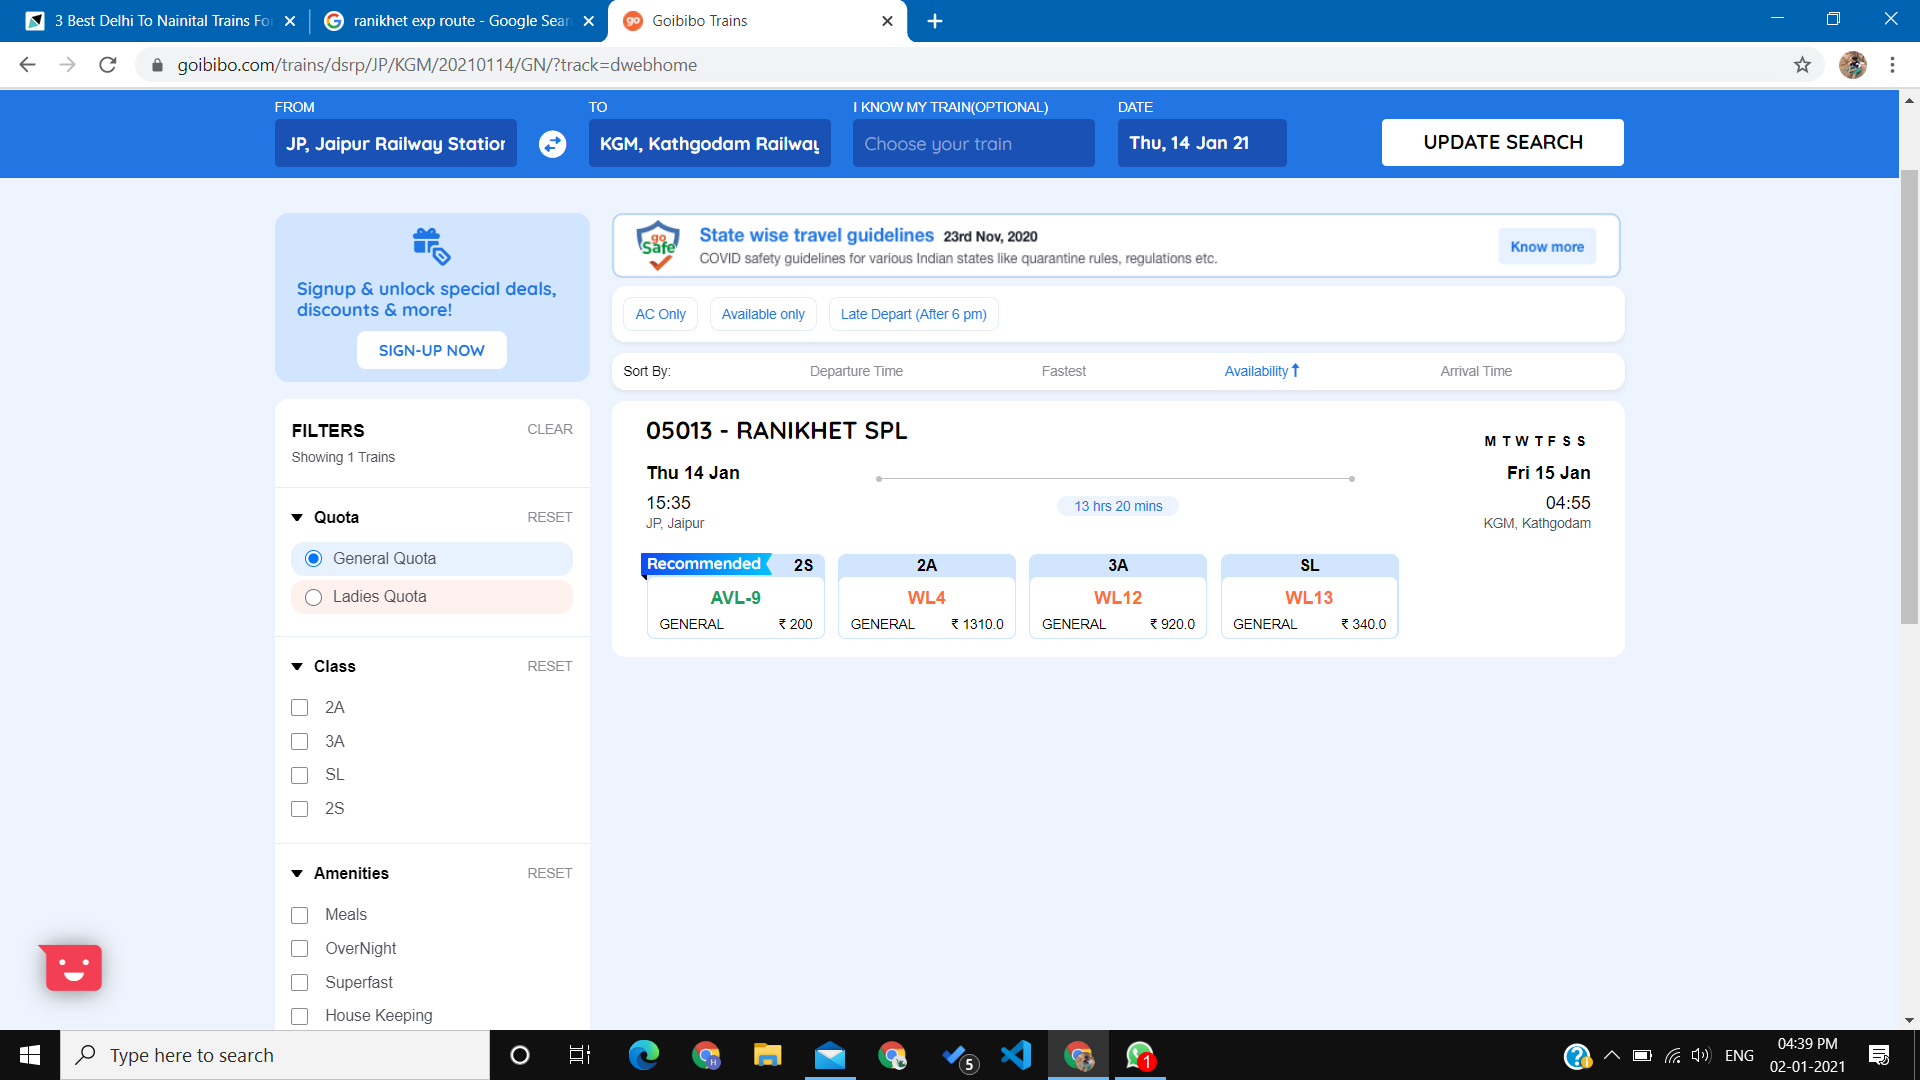 3 Best Delhi To Nainital Trains For
ranikhet exp route - Google Sear
Goibibo Trains
goibibo.com/trains/dsrp/JP/KGM/20210114/GN/?track=dwebhome
FROM
TO
I KNOW MY TRAIN(OPTIONAL)
DATE
JP, Jaipur Railway Station
KGM, Kathgodam Railway
Choose your train
Thu, 14 Jan 21
UPDATE SEARCH
Signup & unlock special deals,
discounts & more!
SIGN-UP NOW
go
Safe
State wise travel guidelines 23rd Nov, 2020
COVID safety guidelines for various Indian states like quarantine rules, regulations etc.
Know more
AC Only
Available only
Late Depart (After 6 pm)
Sort By:
Departure Time
Fastest
Availability
Arrival Time
FILTERS
CLEAR
Showing 1 Trains
Quota
RESET
General Quota
Ladies Quota
Class
RESET
2A
3A
SL
2S
Amenities
RESET
Meals
OverNight
Superfast
House Keeping
05013 - RANIKHET SPL
M T W T F S S
Thu 14 Jan
Fri 15 Jan
15:35
13 hrs 20 mins
04:55
JP, Jaipur
KGM, Kathgodam
Recommended 2S
AVL-9
GENERAL ₹ 200
2A
WL4
GENERAL ₹ 1310.0
3A
WL12
GENERAL ₹ 920.0
SL
WL13
GENERAL ₹ 340.0
Type here to search
H
5
1
ENG
04:39 PM
02-01-2021